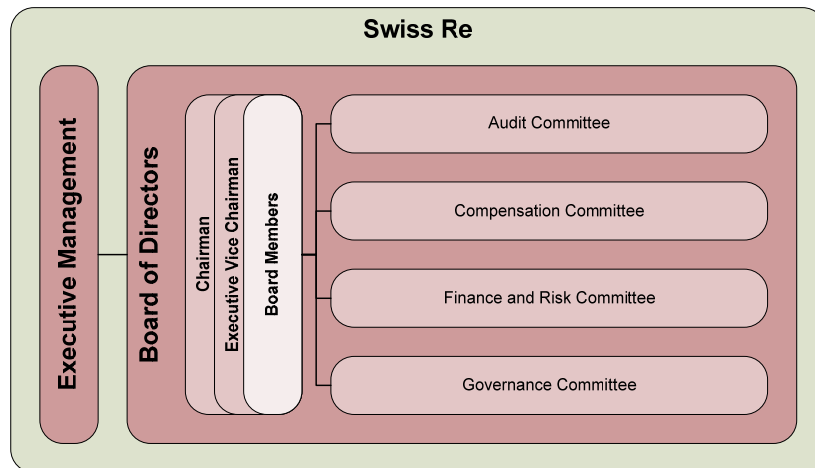 Swiss Re
Executive Management
Board of Directors
Chairman
Executive Vice Chairman
Board Members
Audit Committee
Compensation Committee
Finance and Risk Committee
Governance Committee